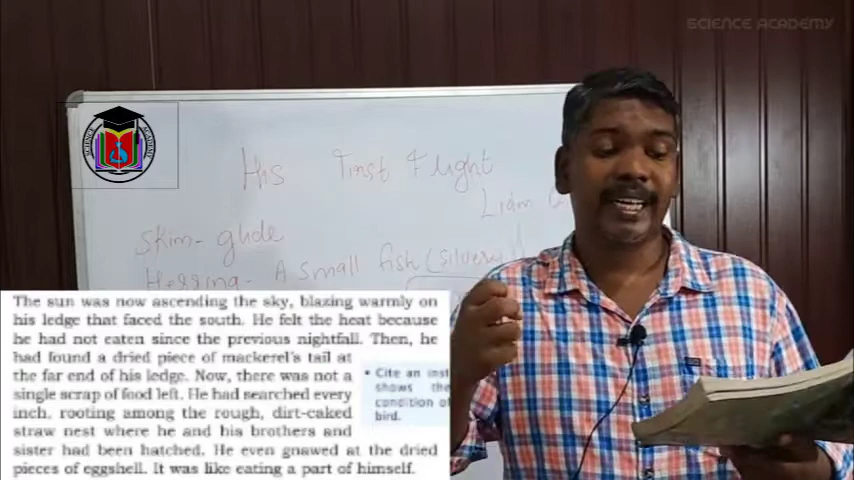 SCIENCE ACADEMY
SCIENCE
ACADEMY
His First Flight
Liam
Skim - glide
Herring - A small fish (silvery)
The sun was now ascending the sky, blazing warmly on
his ledge that faced the south. He felt the heat because
he had not eaten since the previous nightfall. Then, he
had found a dried piece of mackerel's tail at
the far end of his ledge. Now, there was not a
single scrap of food left. He had searched every
inch, rooting among the rough, dirt-caked
straw nest where he and his brothers and
sister had been hatched. He even gnawed at the dried
pieces of eggshell. It was like eating a part of himself.
• Cite an inst
shows the
condition of
bird.